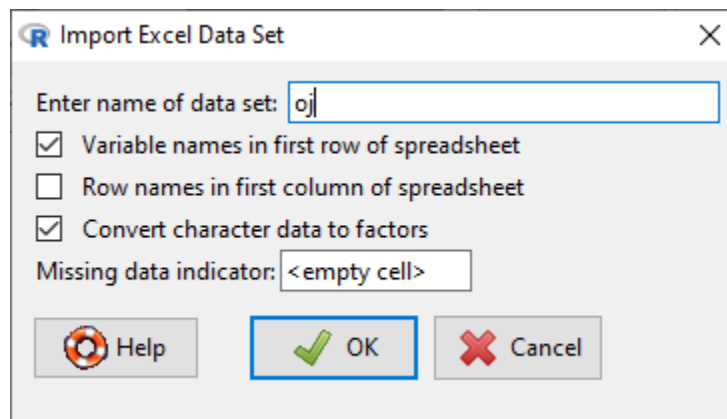 Import Excel Data Set
Enter name of data set: oj
Variable names in first row of spreadsheet
Row names in first column of spreadsheet
Convert character data to factors
Missing data indicator: <empty cell>
Help OK Cancel